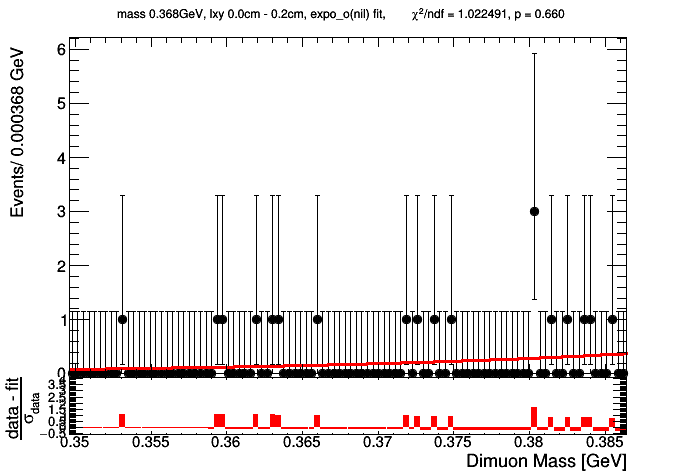 mass 0.368GeV, lxy 0.0cm - 0.2cm, expo_o(nil) fit, χ²/ndf = 1.022491, p = 0.660
Events/ 0.000368 GeV
6
5
4
3
2
1
0
data - fit
σdata
0.35 0.355 0.36 0.365 0.37 0.375 0.38 0.385
Dimuon Mass [GeV]